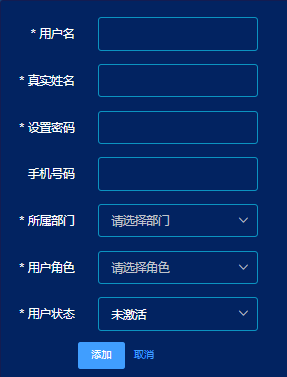 * 用户名
* 真实姓名
* 设置密码
手机号码
* 所属部门 请选择部门
* 用户角色 请选择角色
* 用户状态 未激活
添加 取消